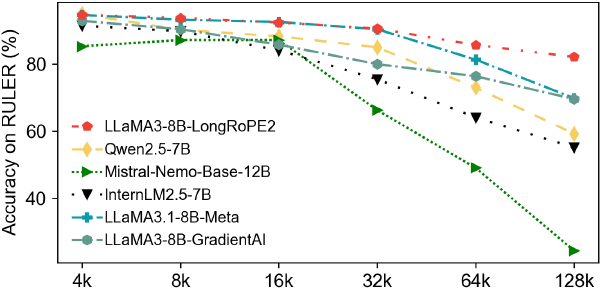 Accuracy on RULER (%)
80
60
40
LLaMA3-8B-LongRoPE2
Qwen2.5-7B
Mistral-Nemo-Base-12B
InternLM2.5-7B
LLaMA3.1-8B-Meta
LLaMA3-8B-GradientAI
4k 8k 16k 32k 64k 128k